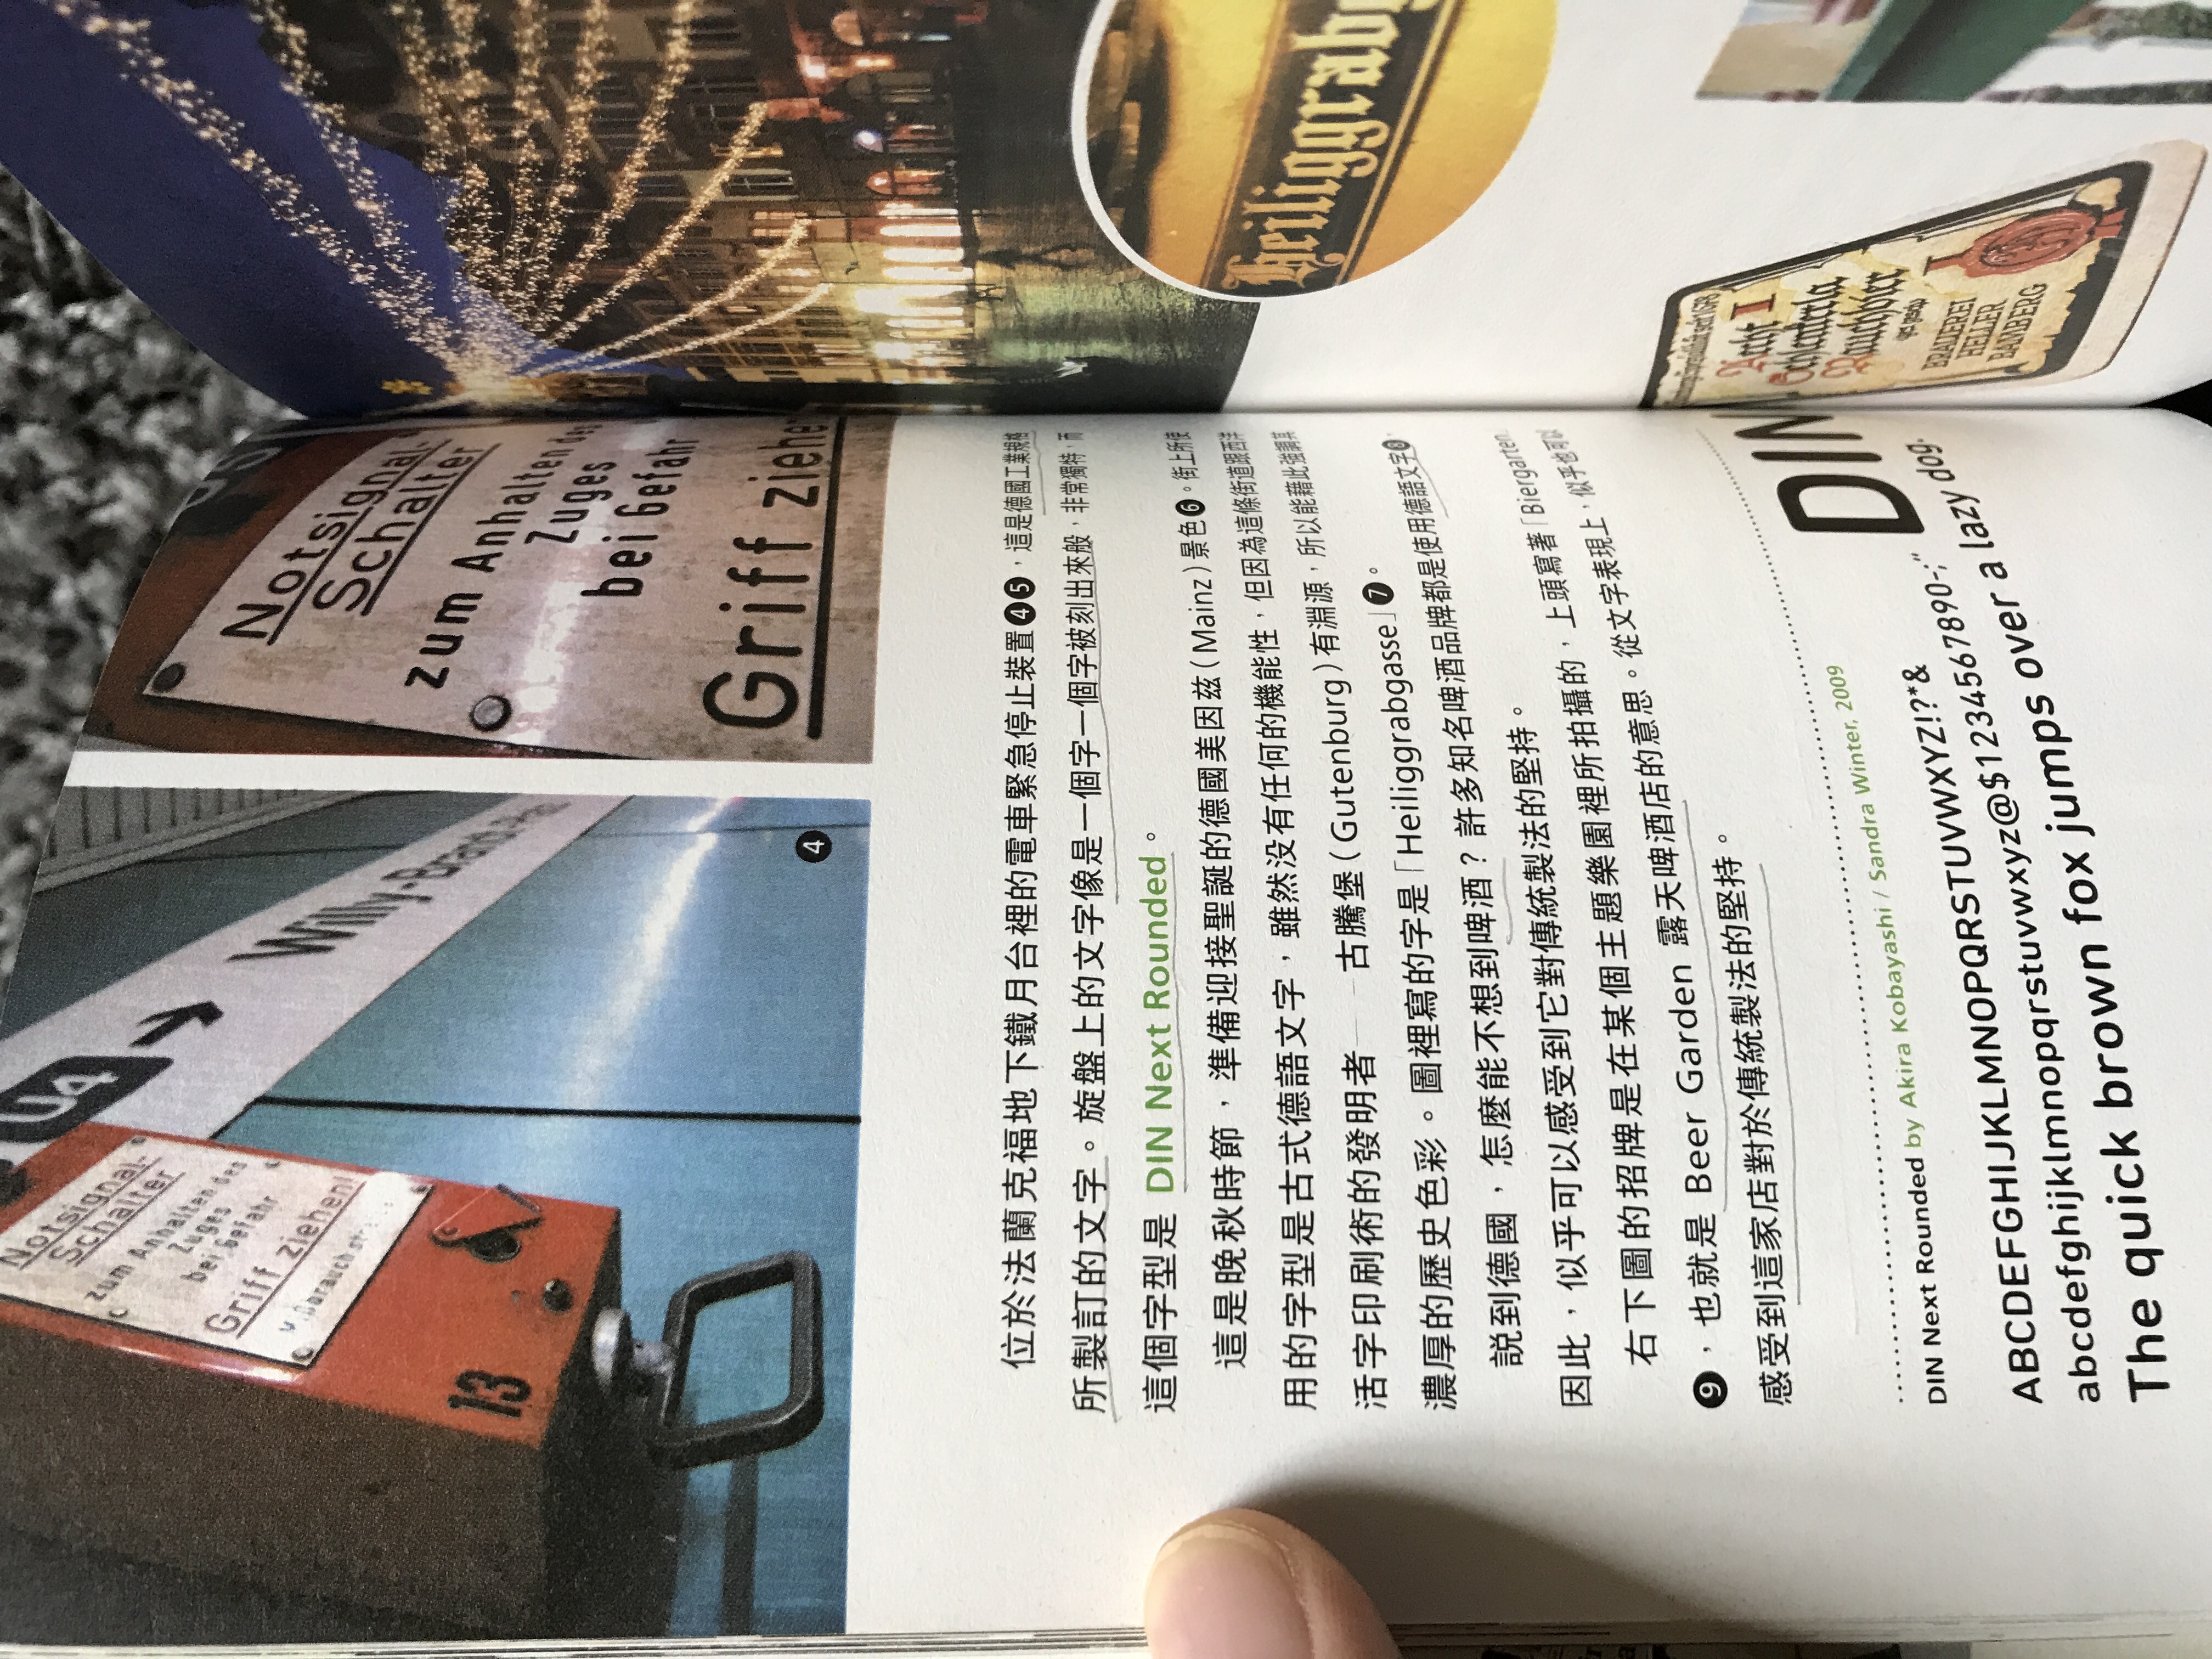 Notsignal-
Schalter
zum Anhalten des
Zuges
bei Gefahr
Griff ziehen!
13
U4
Willy-Brandt-
4
Notsignal-
Schalter
zum Anhalten des
Zuges
bei Gefahr
Griff ziehe
位於法蘭克福地下鐵月台裡的電車緊急停止裝置❹❺，這是德國工業規格
所製訂的文字。旋盤上的文字像是一個字一個字被刻出來般，非常獨特，而
這個字型是 DIN Next Rounded。
這是晚秋時節，準備迎接聖誕的德國美因茲(Mainz)景色❻。街上所使
用的字型是古式德語文字，雖然沒有任何的機能性，但因為這條街道跟西洋
活字印刷術的發明者——古騰堡(Gutenburg)有淵源，所以能藉此強調其
濃厚的歷史色彩。圖裡寫的字是「Heiliggrabgasse」❼。
説到德國，怎麼能不想到啤酒？許多知名啤酒品牌都是使用德語文字❽，
因此，似乎可以感受到它對傳統製法的堅持。
右下圖的招牌是在某個主題樂園裡所拍攝的，上頭寫著「Biergarten」
❾，也就是 Beer Garden 露天啤酒店的意思。從文字表現上，似乎也可以
感受到這家店對於傳統製法的堅持。
DIN Next Rounded by Akira Kobayashi / Sandra Winter, 2009
ABCDEFGHIJKLMNOPQRSTUVWXYZ!?*&
abcdefghijklmnopqrstuvwxyz@$1234567890-;"
The quick brown fox jumps over a lazy dog.
DIN
Heiliggrabg
Aecht
Schlenkerla
Rauchbier
BRAUEREI
HELLER
BAMBERG